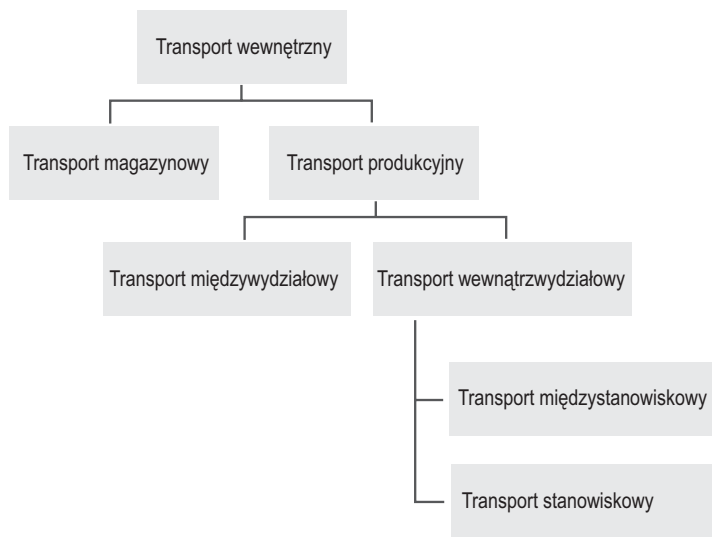 Transport wewnętrzny
Transport magazynowy
Transport produkcyjny
Transport międzywydziałowy
Transport wewnątrzwydziałowy
Transport międzystanowiskowy
Transport stanowiskowy